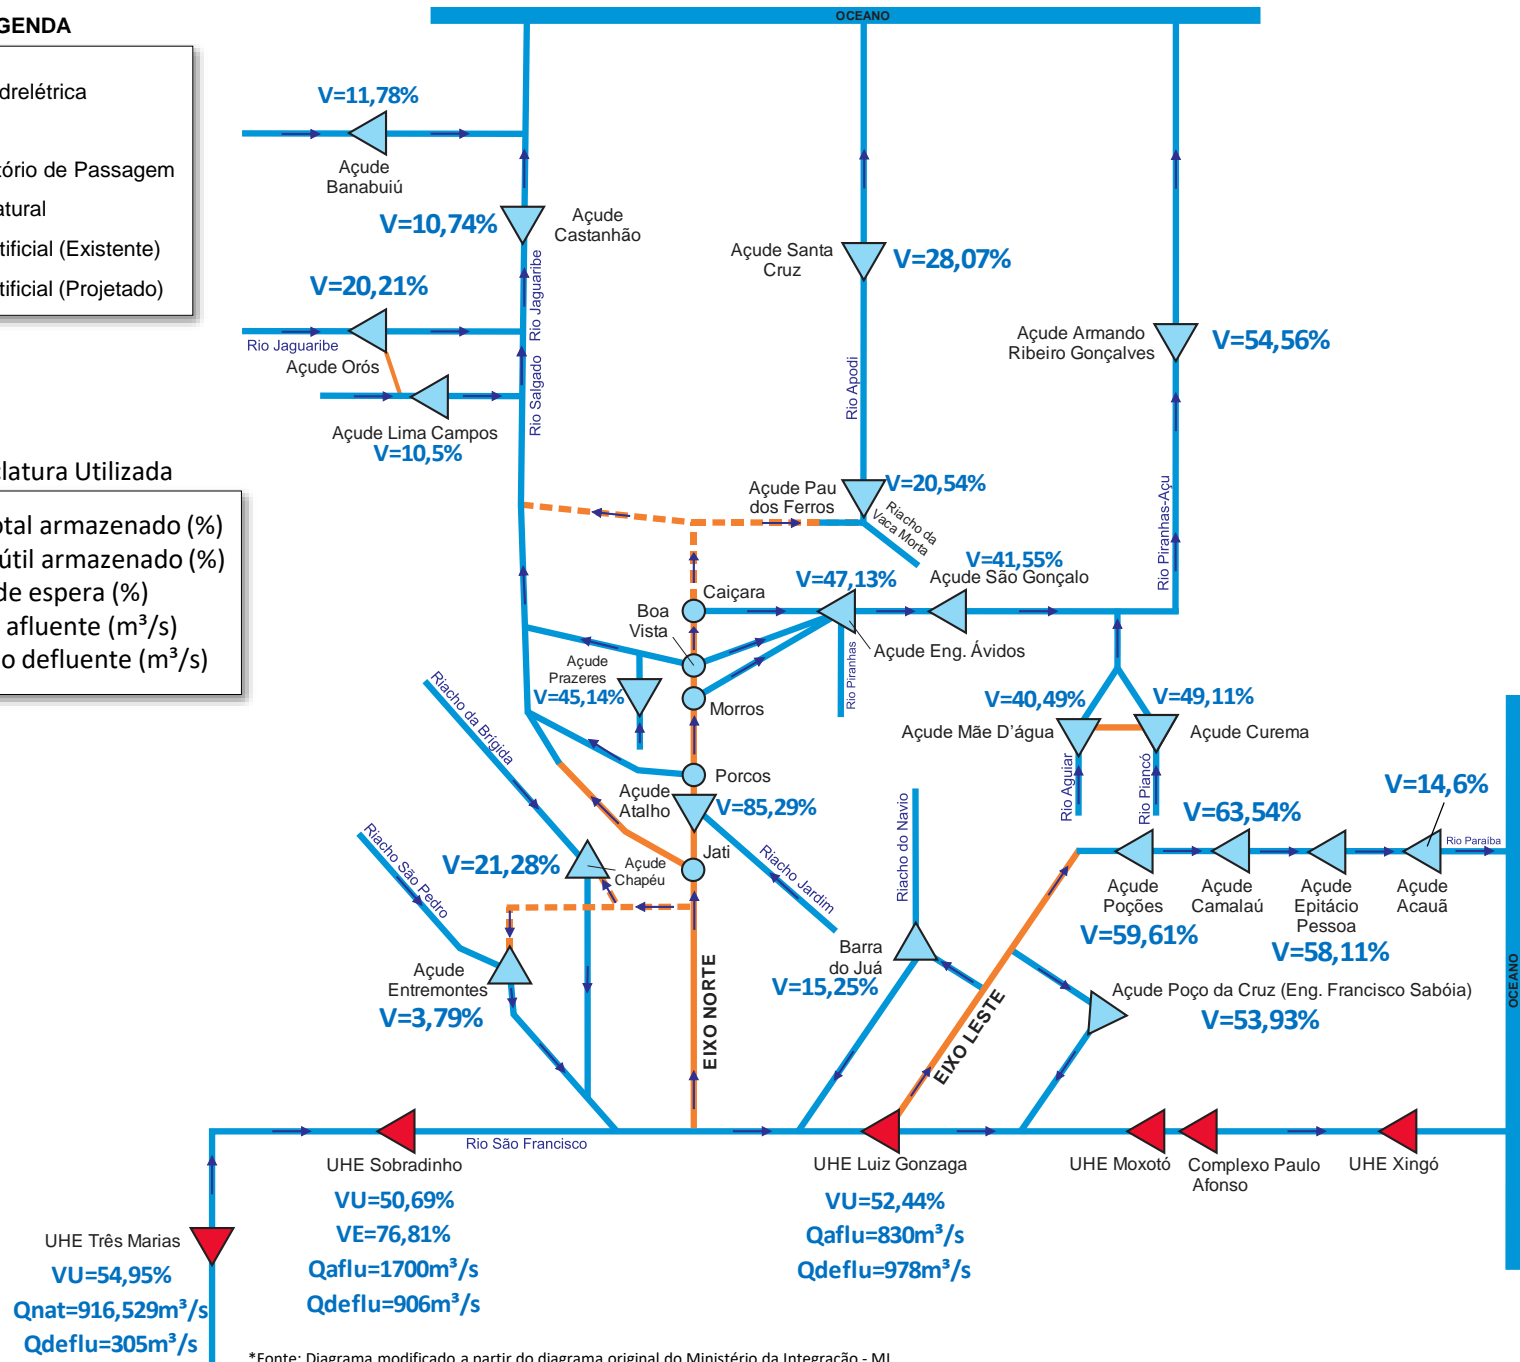 OCEANO
GENDA
drelétrica
tório de Passagem
atural
tificial (Existente)
tificial (Projetado)
V=11,78%
Açude
Banabuiú
V=10,74%
Açude
Castanhão
V=20,21%
Rio Jaguaribe
Açude Orós
Rio Jaguaribe
Rio Salgado
Açude Lima Campos
V=10,5%
Açude Santa
Cruz
V=28,07%
Rio Apodi
Açude Armando
Ribeiro Gonçalves
V=54,56%
Rio Piranhas-Açu
clatura Utilizada
otal armazenado (%)
útil armazenado (%)
de espera (%)
afluente (m³/s)
o defluente (m³/s)
Açude Pau
dos Ferros
V=20,54%
Riacho da
Vaca Morta
V=41,55%
Açude São Gonçalo
V=47,13%
Caiçara
Boa
Vista
Açude Eng. Ávidos
Rio Piranhas
Açude
Prazeres
V=45,14%
Morros
Riacho da Brígida
Porcos
Açude
Atalho
V=85,29%
Jati
Riacho Jardim
V=40,49%
V=49,11%
Açude Mãe D'água
Açude Curema
Rio Aguiar
Rio Piancó
V=14,6%
V=63,54%
Rio Paraíba
Açude
Poções
V=59,61%
Açude
Camalaú
Açude
Epitácio
Pessoa
V=58,11%
Açude
Acauã
Riacho São Pedro
V=21,28%
Açude
Chapéu
Riacho do Navio
Açude
Entremontes
V=3,79%
EIXO NORTE
Barra
do Juá
V=15,25%
EIXO LESTE
Açude Poço da Cruz (Eng. Francisco Sabóia)
V=53,93%
OCEANO
Rio São Francisco
UHE Sobradinho
VU=50,69%
VE=76,81%
Qaflu=1700m³/s
Qdeflu=906m³/s
UHE Luiz Gonzaga
VU=52,44%
Qaflu=830m³/s
Qdeflu=978m³/s
UHE Moxotó
Complexo Paulo
Afonso
UHE Xingó
UHE Três Marias
VU=54,95%
Qnat=916,529m³/s
Qdeflu=305m³/s
*Fonte: Diagrama modificado a partir do diagrama original do Ministério da Integração - MI